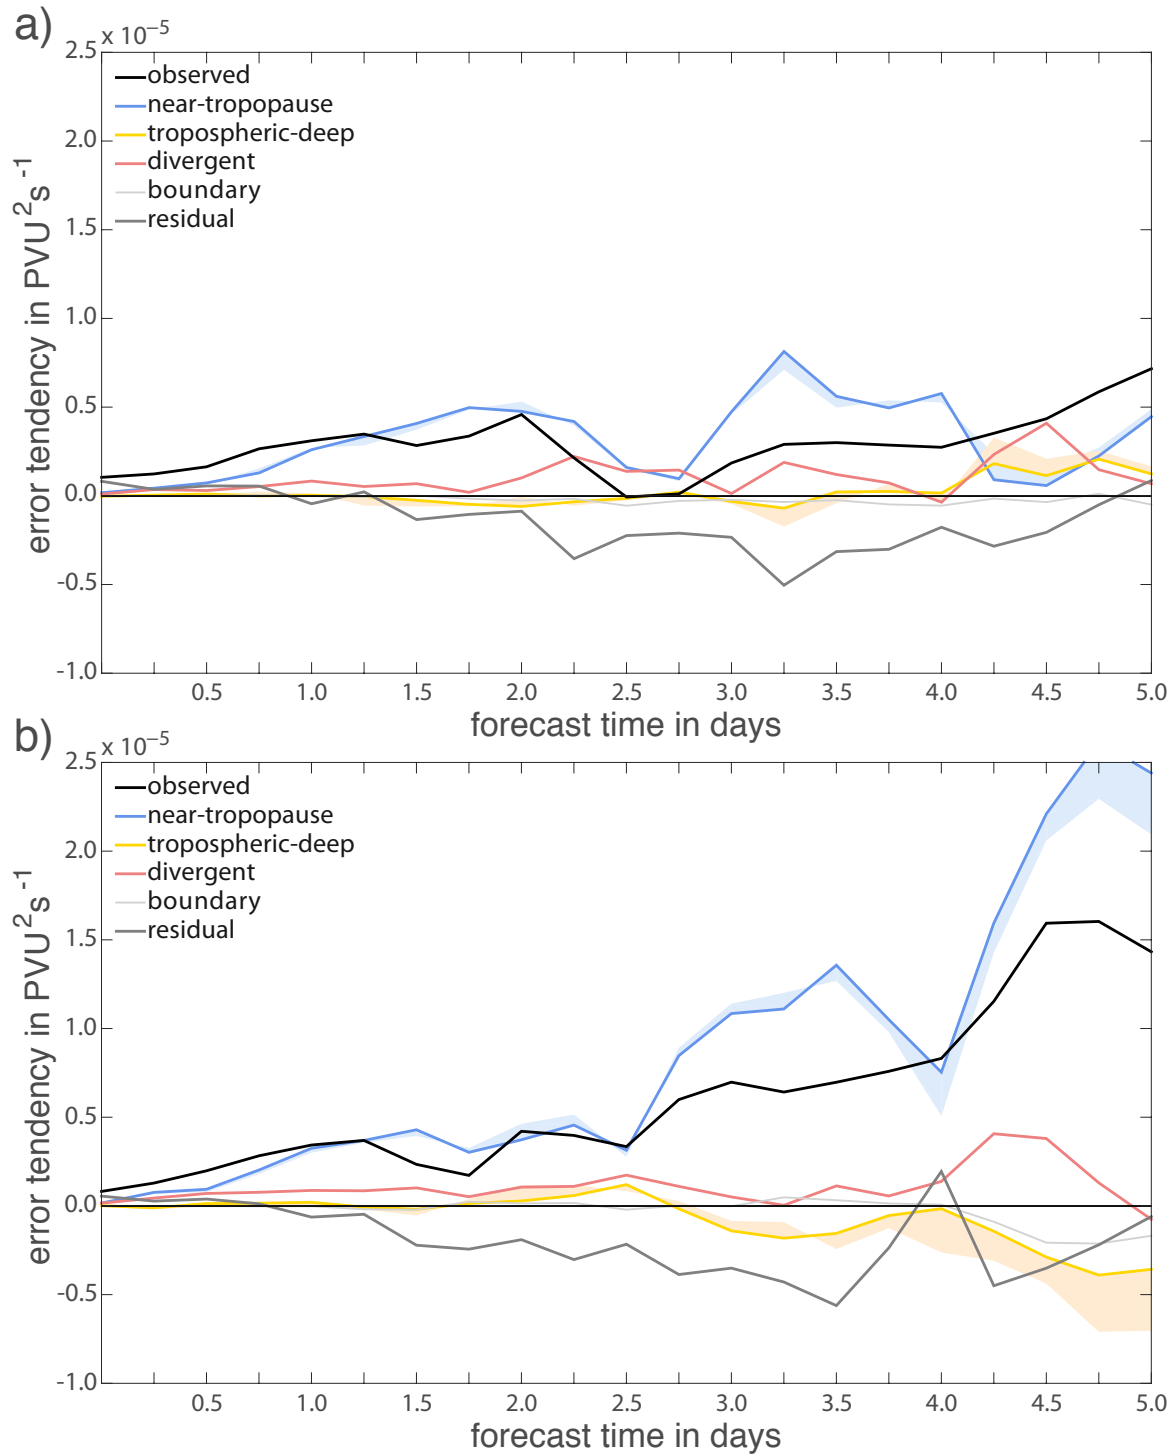 a)
x 10⁻⁵
2.5
2.0
1.5
1.0
0.5
0.0
-0.5
-1.0
error tendency in PVU²s⁻¹
observed
near-tropopause
tropospheric-deep
divergent
boundary
residual
0.5 1.0 1.5 2.0 2.5 3.0 3.5 4.0 4.5 5.0
forecast time in days
b)
x 10⁻⁵
2.5
2.0
1.5
1.0
0.5
0.0
-0.5
-1.0
error tendency in PVU²s⁻¹
observed
near-tropopause
tropospheric-deep
divergent
boundary
residual
0.5 1.0 1.5 2.0 2.5 3.0 3.5 4.0 4.5 5.0
forecast time in days